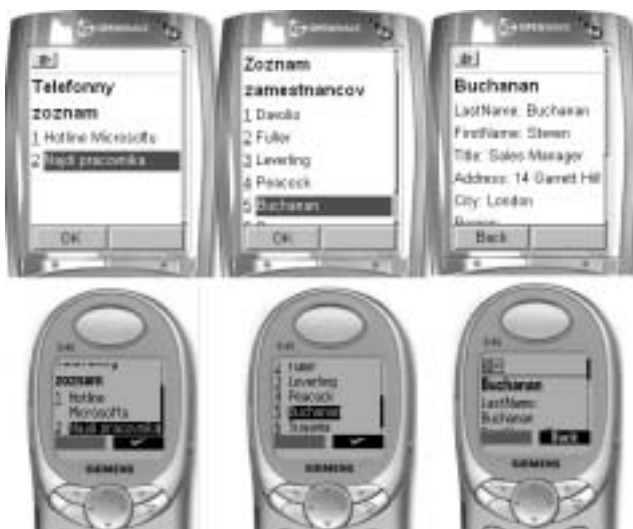 OPENWAVE
Telefonny
zoznam
1 Hotline Microsoftu
2 Najdi pracovnika
OK
OPENWAVE
Zoznam
zamestnancov
1 Davolio
2 Fuller
3 Leverling
4 Peacock
5 Buchanan
OK
OPENWAVE
Buchanan
LastName: Buchanan
FirstName: Steven
Title: Sales Manager
Address: 14 Garrett Hill
City: London
Back
zoznam
1 Hotline
Microsoftu
2 Najdi pracovnika
SIEMENS
Fuller
3 Leverling
4 Peacock
5 Buchanan
6 Suyama
SIEMENS
Buchanan
LastName:
Buchanan
Back
SIEMENS